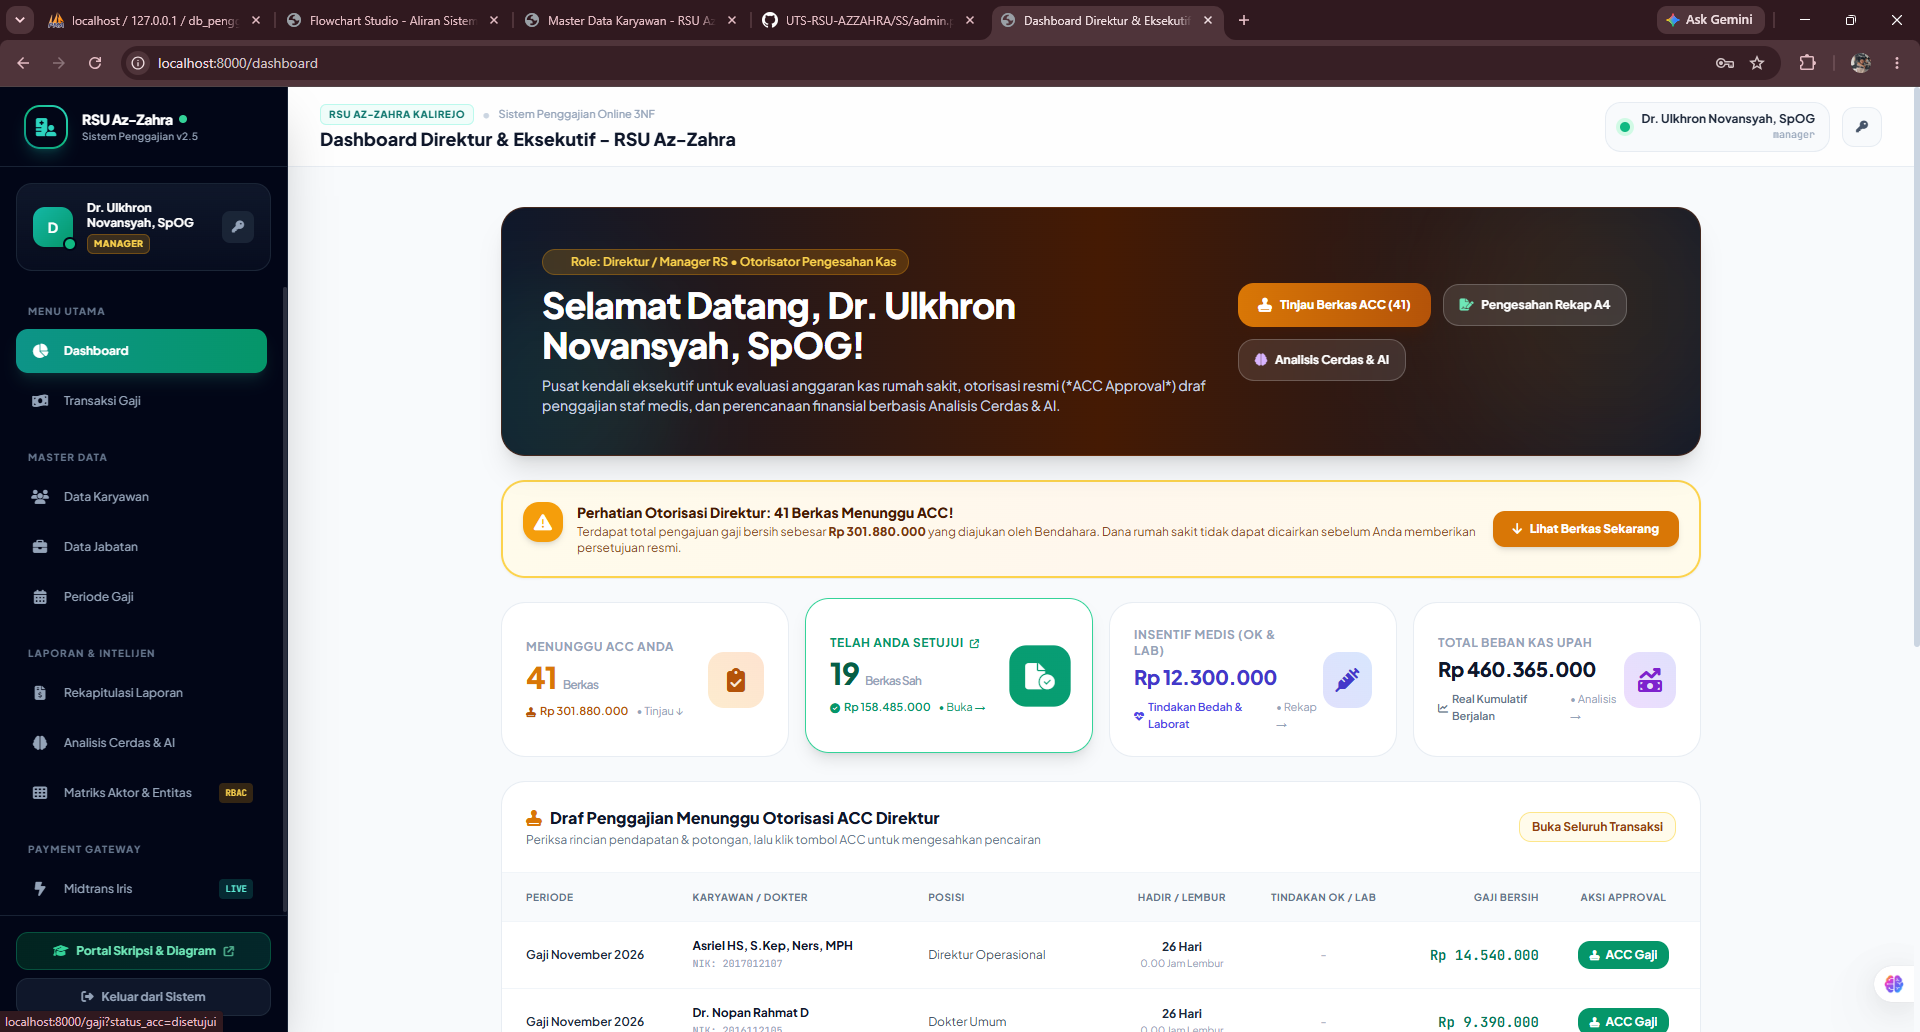 localhost / 127.0.0.1 / db_peng
Flowchart Studio - Aliran Sistem
Master Data Karyawan - RSU Az
UTS-RSU-AZZAHRA/SS/admin.p
Dashboard Direktur & Eksekutif
Ask Gemini
localhost:8000/dashboard
RSU Az-Zahra
Sistem Penggajian v2.5
D
Dr. Ulkhron
Novansyah, SpOG
MANAGER
MENU UTAMA
Dashboard
Transaksi Gaji
MASTER DATA
Data Karyawan
Data Jabatan
Periode Gaji
LAPORAN & INTELIJEN
Rekapitulasi Laporan
Analisis Cerdas & AI
Matriks Aktor & Entitas RBAC
PAYMENT GATEWAY
Midtrans Iris LIVE
Portal Skripsi & Diagram
Keluar dari Sistem
localhost:8000/gaji?status_acc=disetujui
RSU AZ-ZAHRA KALIREJO Sistem Penggajian Online 3NF
Dashboard Direktur & Eksekutif - RSU Az-Zahra
Dr. Ulkhron Novansyah, SpOG
manager
Role: Direktur / Manager RS • Otorisator Pengesahan Kas
Selamat Datang, Dr. Ulkhron
Novansyah, SpOG!
Pusat kendali eksekutif untuk evaluasi anggaran kas rumah sakit, otorisasi resmi (*ACC Approval*) draf
penggajian staf medis, dan perencanaan finansial berbasis Analisis Cerdas & AI.
Tinjau Berkas ACC (41)
Pengesahan Rekap A4
Analisis Cerdas & AI
Perhatian Otorisasi Direktur: 41 Berkas Menunggu ACC!
Terdapat total pengajuan gaji bersih sebesar Rp 301.880.000 yang diajukan oleh Bendahara. Dana rumah sakit tidak dapat dicairkan sebelum Anda memberikan
persetujuan resmi.
↓ Lihat Berkas Sekarang
MENUNGGU ACC ANDA
41 Berkas
Rp 301.880.000 • Tinjau ↓
TELAH ANDA SETUJUI
19 Berkas Sah
Rp 158.485.000 • Buka →
INSENTIF MEDIS (OK &
LAB)
Rp 12.300.000
Tindakan Bedah &
Laborat
• Rekap
→
TOTAL BEBAN KAS UPAH
Rp 460.365.000
Real Kumulatif
Berjalan
• Analisis
→
Draf Penggajian Menunggu Otorisasi ACC Direktur
Periksa rincian pendapatan & potongan, lalu klik tombol ACC untuk mengesahkan pencairan
Buka Seluruh Transaksi
PERIODE KARYAWAN / DOKTER POSISI HADIR / LEMBUR TINDAKAN OK / LAB GAJI BERSIH AKSI APPROVAL
Gaji November 2026 Asriel HS, S.Kep, Ners, MPH Direktur Operasional 26 Hari - Rp 14.540.000 ACC Gaji
NIK: 2017012107 0.00 Jam Lembur
Gaji November 2026 Dr. Nopan Rahmat D Dokter Umum 26 Hari - Rp 9.390.000 ACC Gaji
NIK: 2016112105 0.00 Jam Lembur